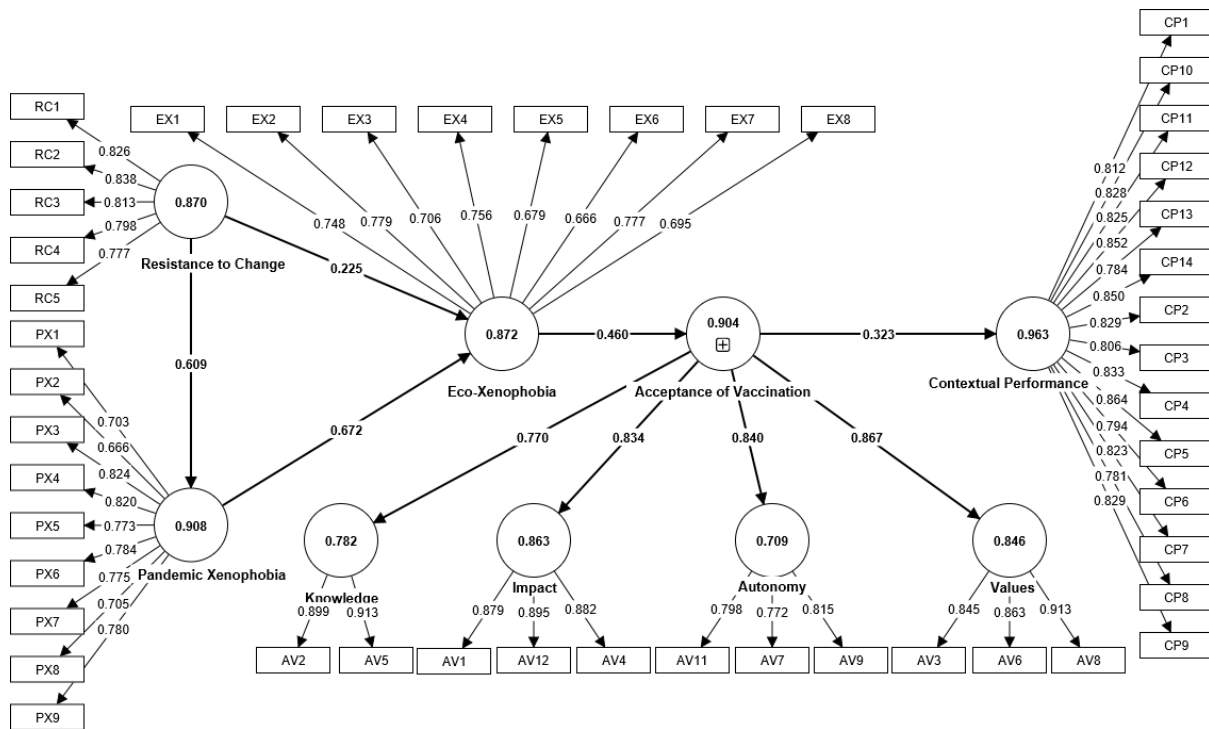 CP1
CP10
RC1
EX1 EX2 EX3 EX4 EX5 EX6 EX7 EX8
CP11
0.826
RC2
0.838
CP12
0.812
0.828
RC3
0.813
0.870
0.748 0.779 0.706 0.756 0.679 0.666 0.777 0.695
0.825
CP13
0.798
RC4
0.777
0.852
Resistance to Change
0.225
0.784
CP14
RC5
0.850
CP2
0.829
PX1
0.872
0.460
0.904
0.323
0.963
0.806
CP3
0.609
0.833
PX2
Eco-Xenophobia
Acceptance of Vaccination
Contextual Performance
0.864
CP4
0.703
0.666
PX3
0.672
0.770
0.834
0.840
0.867
0.794
CP5
0.824
0.823
PX4
0.820
0.781
CP6
0.829
PX5
0.773
0.908
0.782
0.863
0.709
0.846
0.784
CP7
PX6
0.775
Pandemic Xenophobia
Knowledge
Impact
Autonomy
Values
0.705
CP8
PX7
0.780
0.899 0.913
0.879 0.895 0.882
0.798 0.772 0.815
0.845 0.863 0.913
CP9
PX8
AV2 AV5 AV1 AV12 AV4 AV11 AV7 AV9 AV3 AV6 AV8
PX9